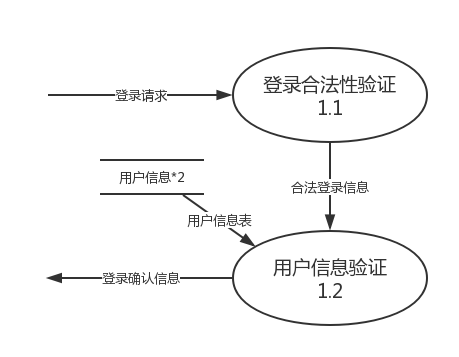 登录合法性验证
1.1
登录请求
用户信息*2
合法登录信息
用户信息表
用户信息验证
1.2
登录确认信息